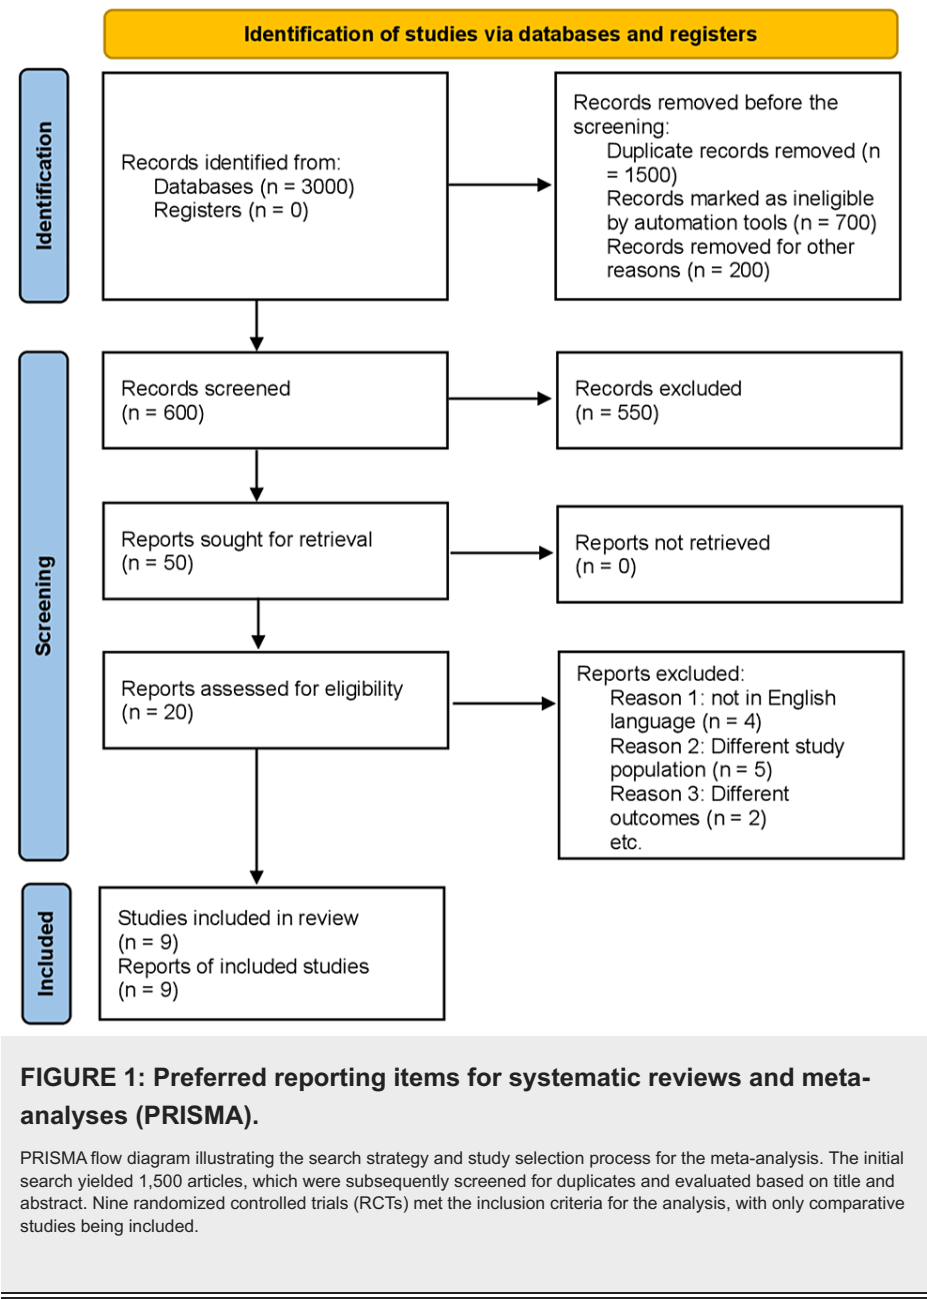 Identification of studies via databases and registers
Identification
Records identified from:
Databases (n = 3000)
Registers (n = 0)
Records removed before the
screening:
Duplicate records removed (n
= 1500)
Records marked as ineligible
by automation tools (n = 700)
Records removed for other
reasons (n = 200)
Screening
Records screened
(n = 600)
Records excluded
(n = 550)
Reports sought for retrieval
(n = 50)
Reports not retrieved
(n = 0)
Reports assessed for eligibility
(n = 20)
Reports excluded:
Reason 1: not in English
language (n = 4)
Reason 2: Different study
population (n = 5)
Reason 3: Different
outcomes (n = 2)
etc.
Included
Studies included in review
(n = 9)
Reports of included studies
(n = 9)
FIGURE 1: Preferred reporting items for systematic reviews and meta-
analyses (PRISMA).
PRISMA flow diagram illustrating the search strategy and study selection process for the meta-analysis. The initial
search yielded 1,500 articles, which were subsequently screened for duplicates and evaluated based on title and
abstract. Nine randomized controlled trials (RCTs) met the inclusion criteria for the analysis, with only comparative
studies being included.